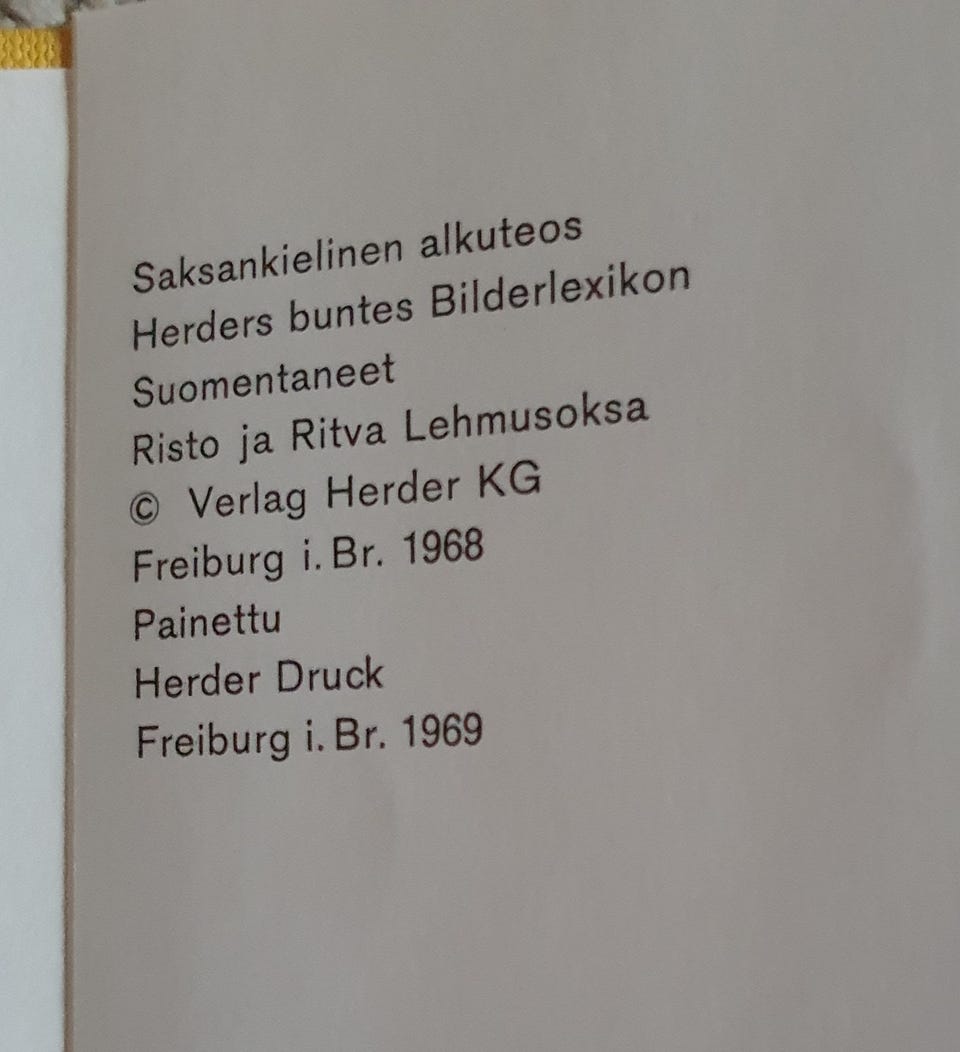 Saksankielinen alkuteos
Herders buntes Bilderlexikon
Suomentaneet
Risto ja Ritva Lehmusoksa
© Verlag Herder KG
Freiburg i. Br. 1968
Painettu
Herder Druck
Freiburg i. Br. 1969